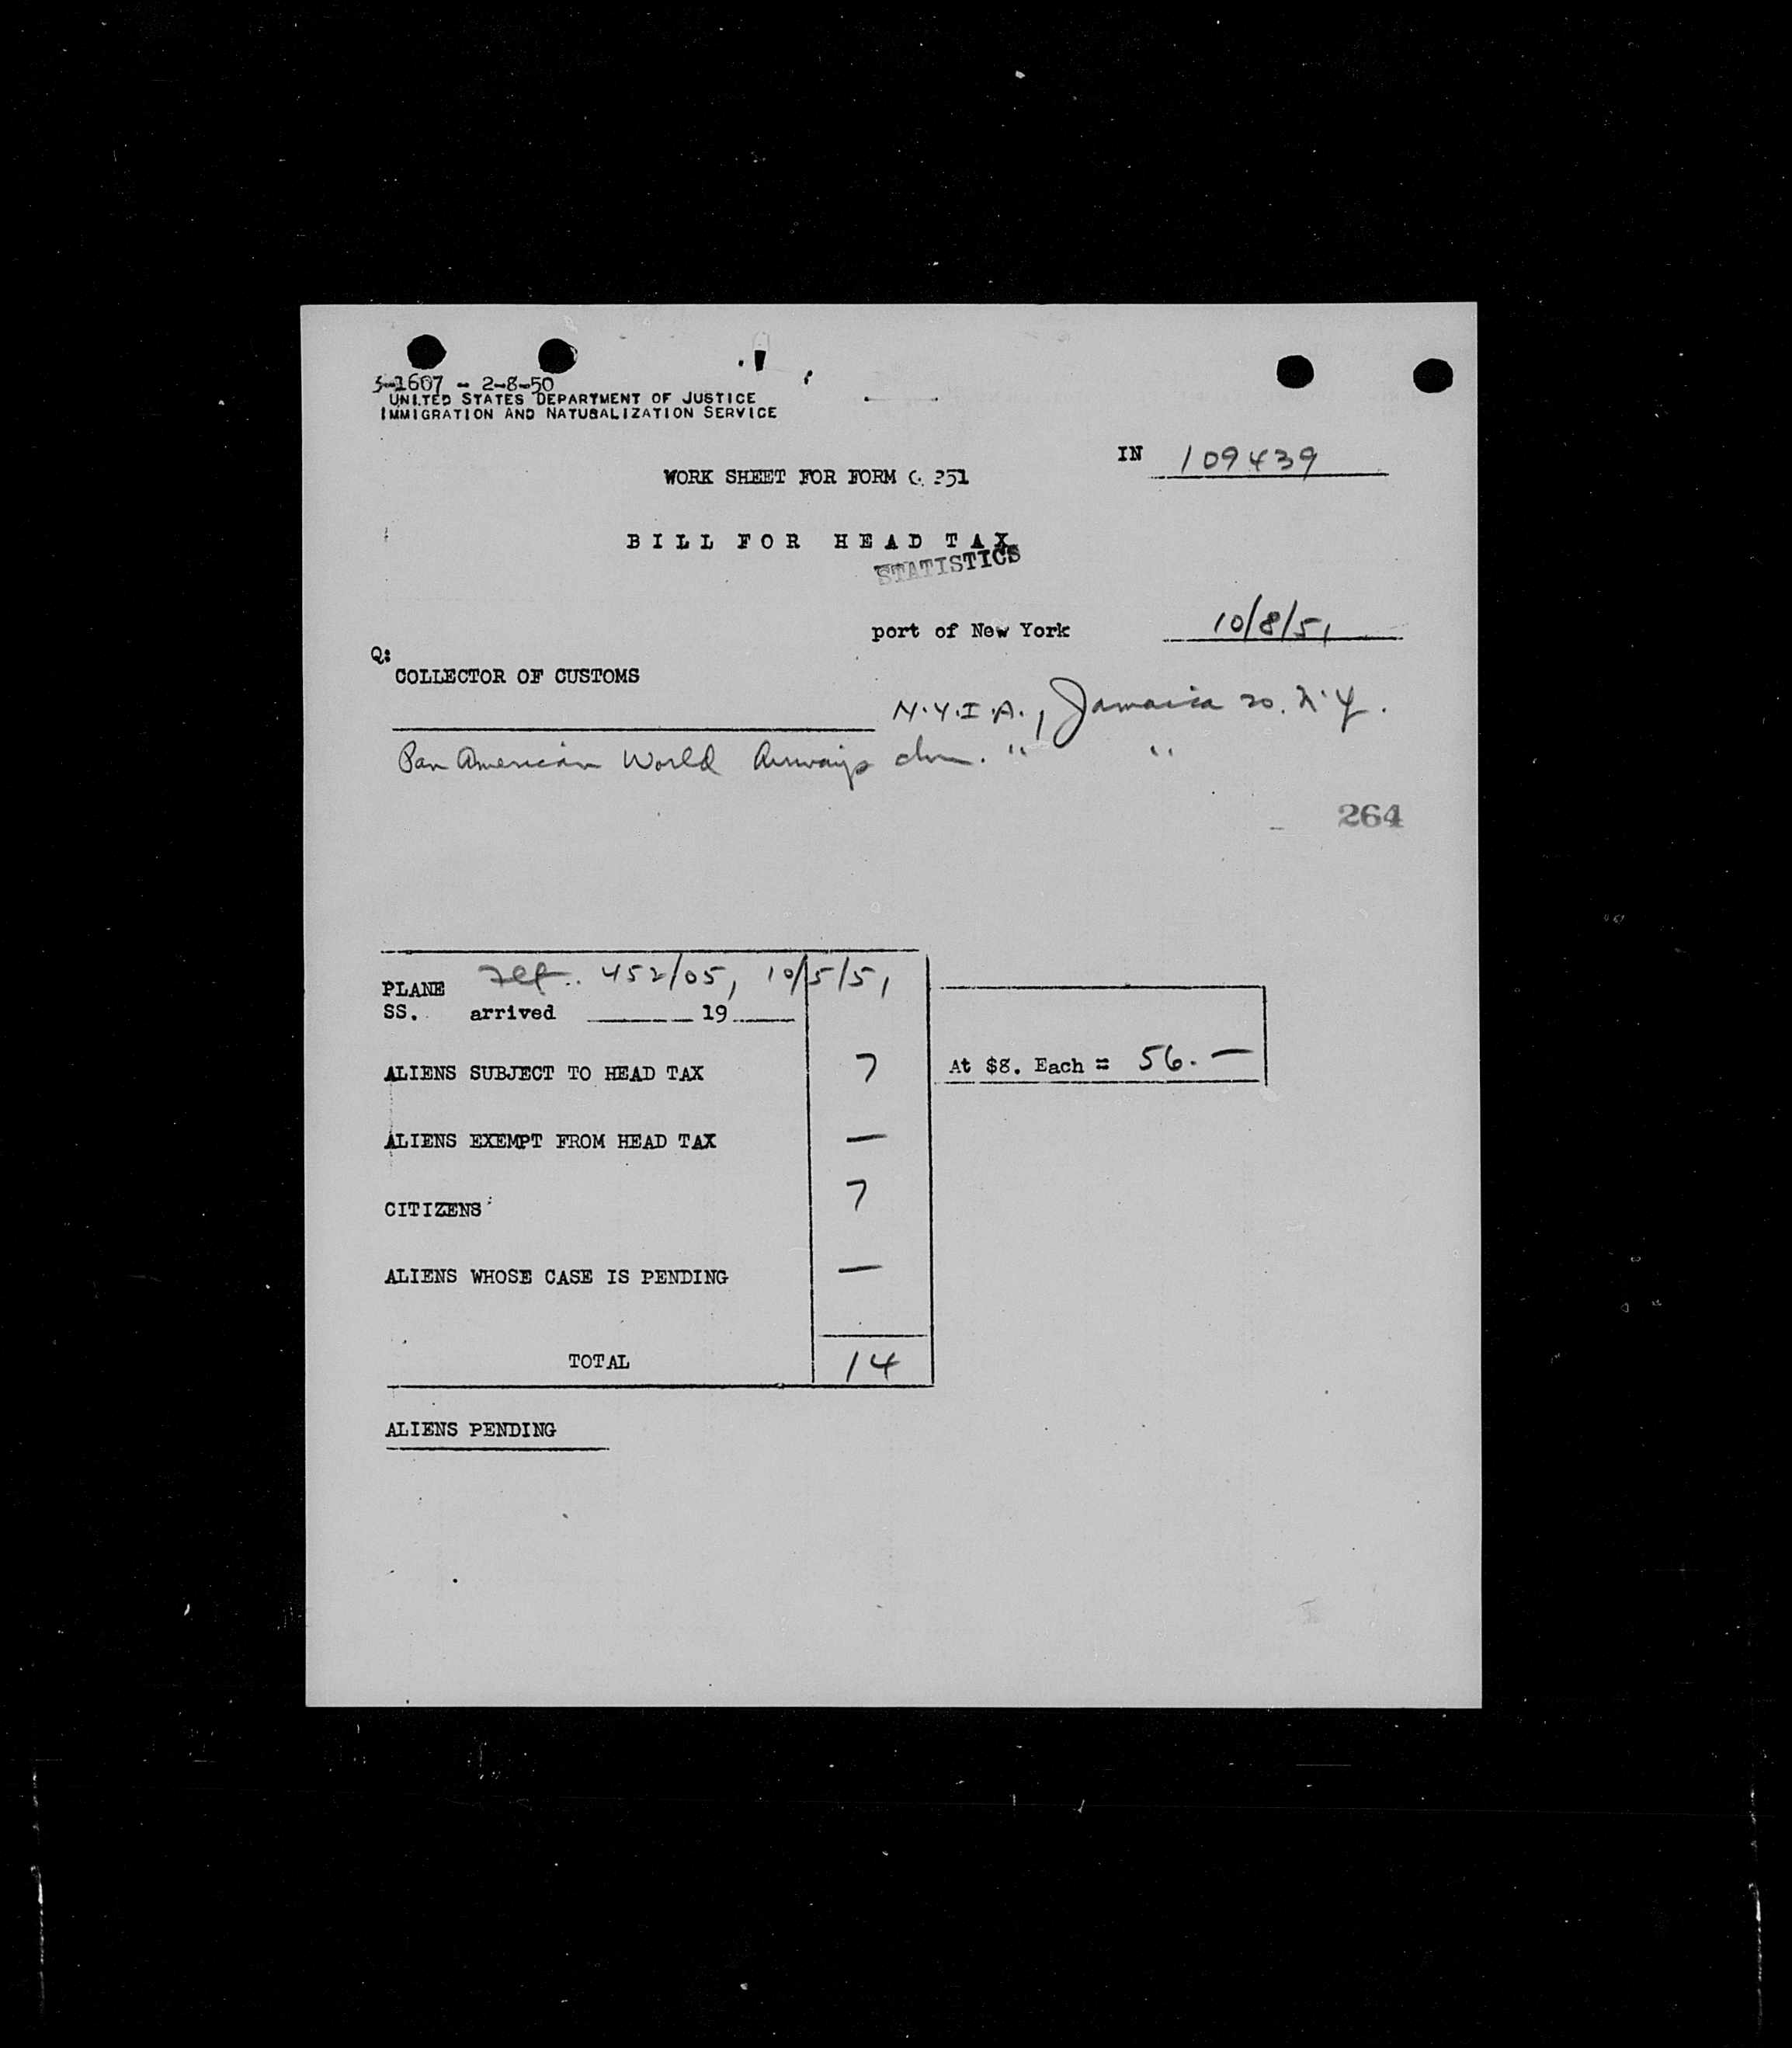 3-1607 - 2-8-50
UNITED STATES DEPARTMENT OF JUSTICE
IMMIGRATION AND NATURALIZATION SERVICE
IN 109439
WORK SHEET FOR FORM 351
BILL FOR HEAD TAX
STATISTICS
port of New York 10/8/51
Q:
COLLECTOR OF CUSTOMS
N.Y.I.A., Jamaica 20. N.Y.
Pan American World Airways " "
264
PLANE 452/05, 10/5/51
SS. arrived 19
ALIENS SUBJECT TO HEAD TAX 7 At $8. Each = 56.—
ALIENS EXEMPT FROM HEAD TAX —
CITIZENS 7
ALIENS WHOSE CASE IS PENDING —
TOTAL 14
ALIENS PENDING